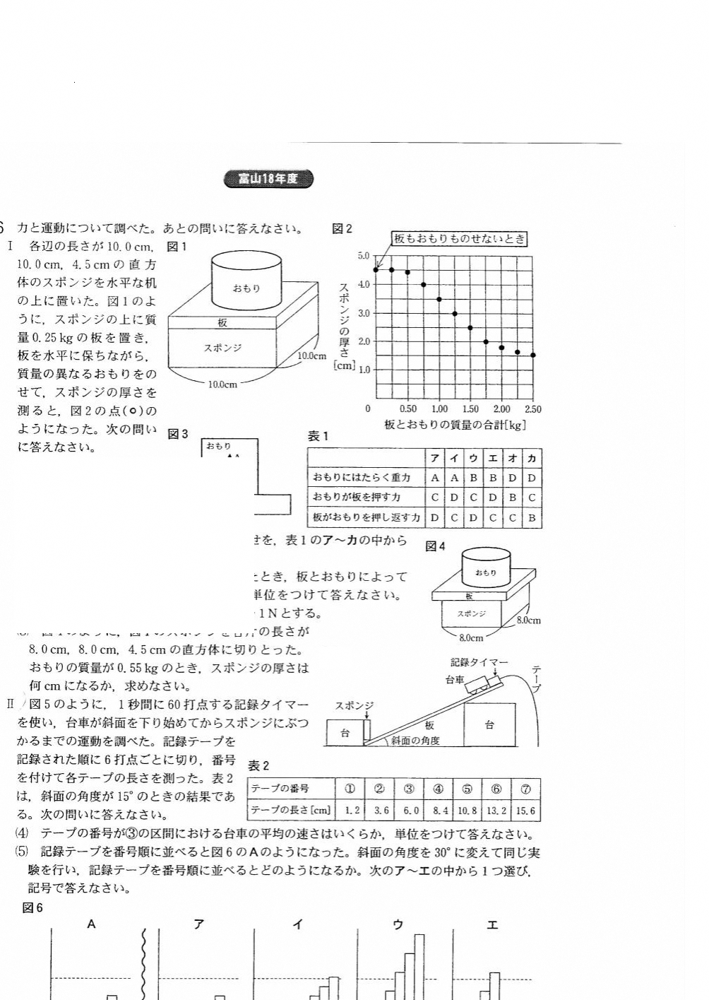 富山18年度
6 力と運動について調べた。あとの問いに答えなさい。
I 各辺の長さが10.0cm,
10.0cm, 4.5cmの直方
体のスポンジを水平な机
の上に置いた。図1のよ
うに，スポンジの上に質
量0.25kgの板を置き，
板を水平に保ちながら，
質量の異なるおもりをの
せて，スポンジの厚さを
測ると，図2の点(○)の
ようになった。次の問い
に答えなさい。
図1
おもり
板
スポンジ
10.0cm
10.0cm
図2
板もおもりものせないとき
スポンジの厚さ[cm]
5.0
4.0
3.0
2.0
1.0
0 0.50 1.00 1.50 2.00 2.50
板とおもりの質量の合計[kg]
図3
おもり
表1
ア イ ウ エ オ カ
おもりにはたらく重力 A A B B D D
おもりが板を押す力 C D C D B C
板がおもりを押し返す力 D C D C C B
せを，表1のア～カの中から
とき，板とおもりによって
単位をつけて答えなさい。
1Nとする。
の長さが
8.0cm, 8.0cm, 4.5cmの直方体に切りとった。
おもりの質量が0.55kgのとき，スポンジの厚さは
何cmになるか，求めなさい。
図4
おもり
板
スポンジ
8.0cm
8.0cm
II 図5のように，1秒間に60打点する記録タイマー
を使い，台車が斜面を下り始めてからスポンジにぶつ
かるまでの運動を調べた。記録テープを
記録された順に6打点ごとに切り，番号
を付けて各テープの長さを測った。表2
は，斜面の角度が15°のときの結果であ
る。次の問いに答えなさい。
記録タイマー
台車
テープ
スポンジ
台
板
台
斜面の角度
表2
テープの番号 ① ② ③ ④ ⑤ ⑥ ⑦
テープの長さ[cm] 1.2 3.6 6.0 8.4 10.8 13.2 15.6
(4) テープの番号が③の区間における台車の平均の速さはいくらか，単位をつけて答えなさい。
(5) 記録テープを番号順に並べると図6のAのようになった。斜面の角度を30°に変えて同じ実
験を行い，記録テープを番号順に並べるとどのようになるか。次のア～エの中から1つ選び，
記号で答えなさい。
図6
A ア イ ウ エ